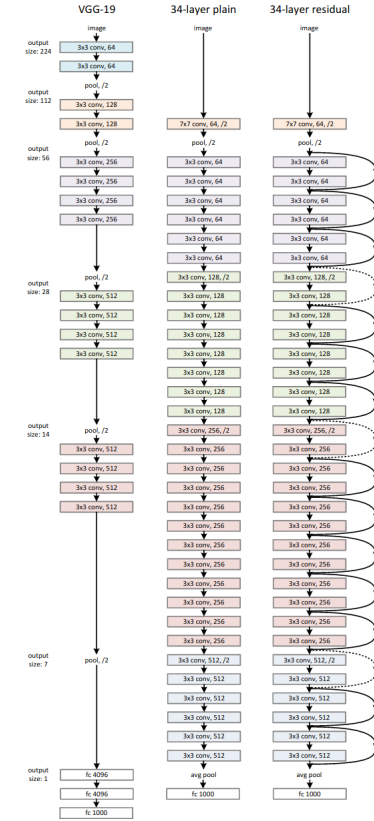 VGG-19
34-layer plain
34-layer residual
output
size: 224
output
size: 112
output
size: 56
output
size: 28
output
size: 14
output
size: 7
output
size: 1
image
3x3 conv, 64
3x3 conv, 64
pool, /2
3x3 conv, 128
3x3 conv, 128
pool, /2
3x3 conv, 256
3x3 conv, 256
3x3 conv, 256
3x3 conv, 256
pool, /2
3x3 conv, 512
3x3 conv, 512
3x3 conv, 512
3x3 conv, 512
pool, /2
3x3 conv, 512
3x3 conv, 512
3x3 conv, 512
3x3 conv, 512
pool, /2
fc 4096
fc 4096
fc 1000
image
7x7 conv, 64, /2
pool, /2
3x3 conv, 64
3x3 conv, 64
3x3 conv, 64
3x3 conv, 64
3x3 conv, 64
3x3 conv, 64
3x3 conv, 128, /2
3x3 conv, 128
3x3 conv, 128
3x3 conv, 128
3x3 conv, 128
3x3 conv, 128
3x3 conv, 128
3x3 conv, 128
3x3 conv, 256, /2
3x3 conv, 256
3x3 conv, 256
3x3 conv, 256
3x3 conv, 256
3x3 conv, 256
3x3 conv, 256
3x3 conv, 256
3x3 conv, 256
3x3 conv, 256
3x3 conv, 256
3x3 conv, 256
3x3 conv, 512, /2
3x3 conv, 512
3x3 conv, 512
3x3 conv, 512
3x3 conv, 512
3x3 conv, 512
avg pool
fc 1000
image
7x7 conv, 64, /2
pool, /2
3x3 conv, 64
3x3 conv, 64
3x3 conv, 64
3x3 conv, 64
3x3 conv, 64
3x3 conv, 64
3x3 conv, 128, /2
3x3 conv, 128
3x3 conv, 128
3x3 conv, 128
3x3 conv, 128
3x3 conv, 128
3x3 conv, 128
3x3 conv, 128
3x3 conv, 256, /2
3x3 conv, 256
3x3 conv, 256
3x3 conv, 256
3x3 conv, 256
3x3 conv, 256
3x3 conv, 256
3x3 conv, 256
3x3 conv, 256
3x3 conv, 256
3x3 conv, 256
3x3 conv, 256
3x3 conv, 512, /2
3x3 conv, 512
3x3 conv, 512
3x3 conv, 512
3x3 conv, 512
3x3 conv, 512
avg pool
fc 1000